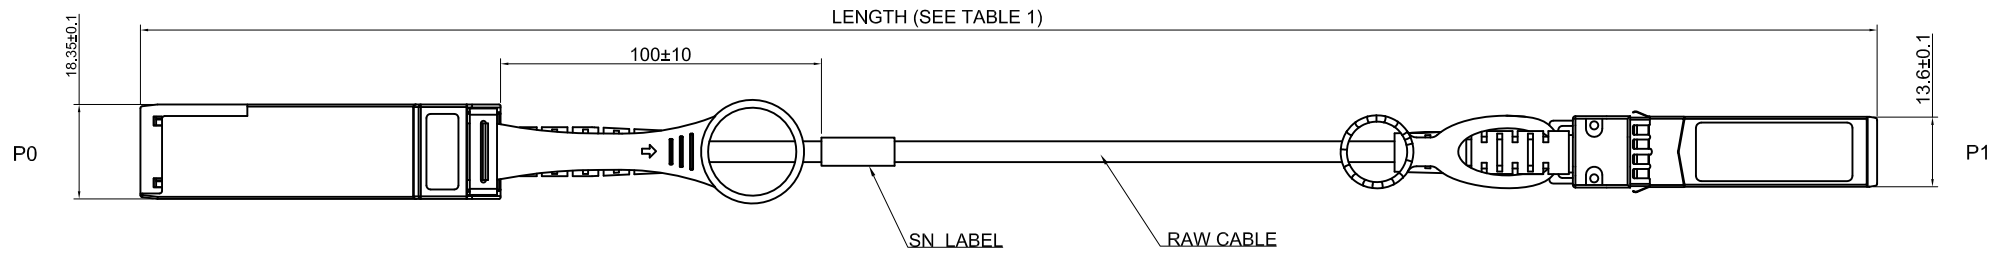 LENGTH (SEE TABLE 1)
18.35±0.1
100±10
13.6±0.1
P0
P1
SN LABEL
RAW CABLE